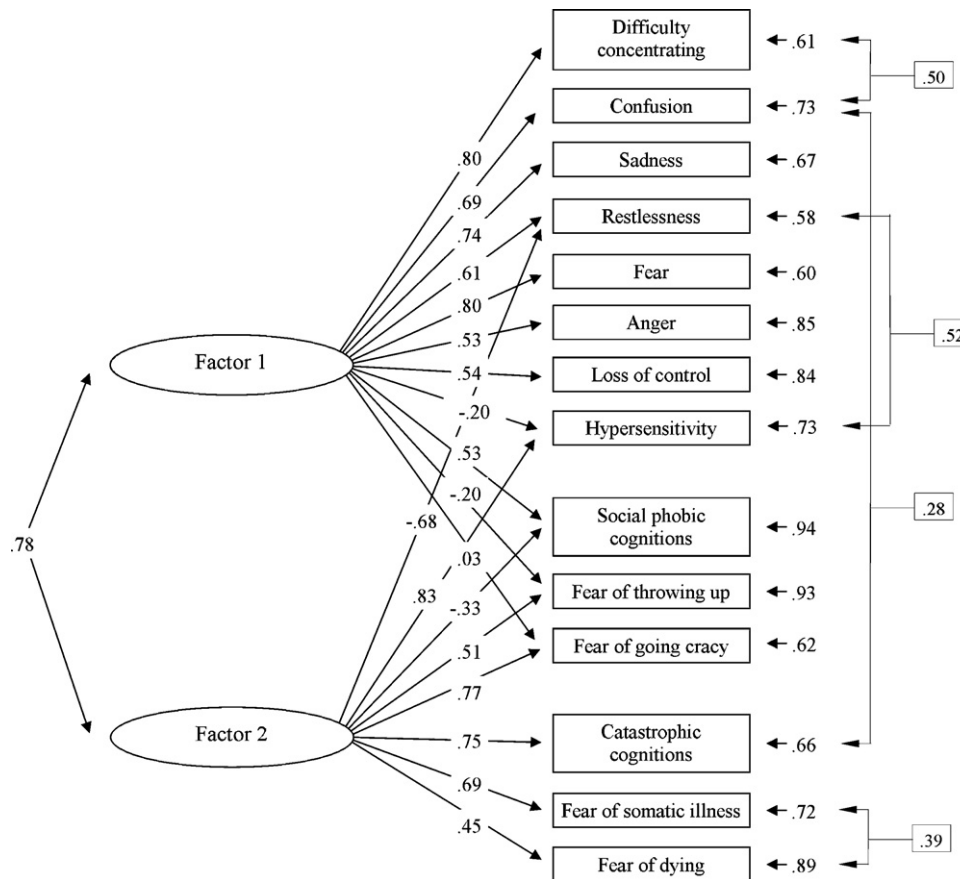 Difficulty
concentrating
.61
.50
Confusion
.73
.80
Sadness
.67
.69
Restlessness
.58
.74
.61
Fear
.60
.80
.53
Anger
.85
.52
Factor 1
.54
Loss of control
.84
-.20
Hypersensitivity
.73
.53
-.20
.28
Social phobic
cognitions
.94
-.68
.78
.03
.83
Fear of throwing up
.93
-.33
Fear of going cracy
.62
.51
.77
Factor 2
.75
Catastrophic
cognitions
.66
.69
Fear of somatic illness
.72
.45
.39
Fear of dying
.89